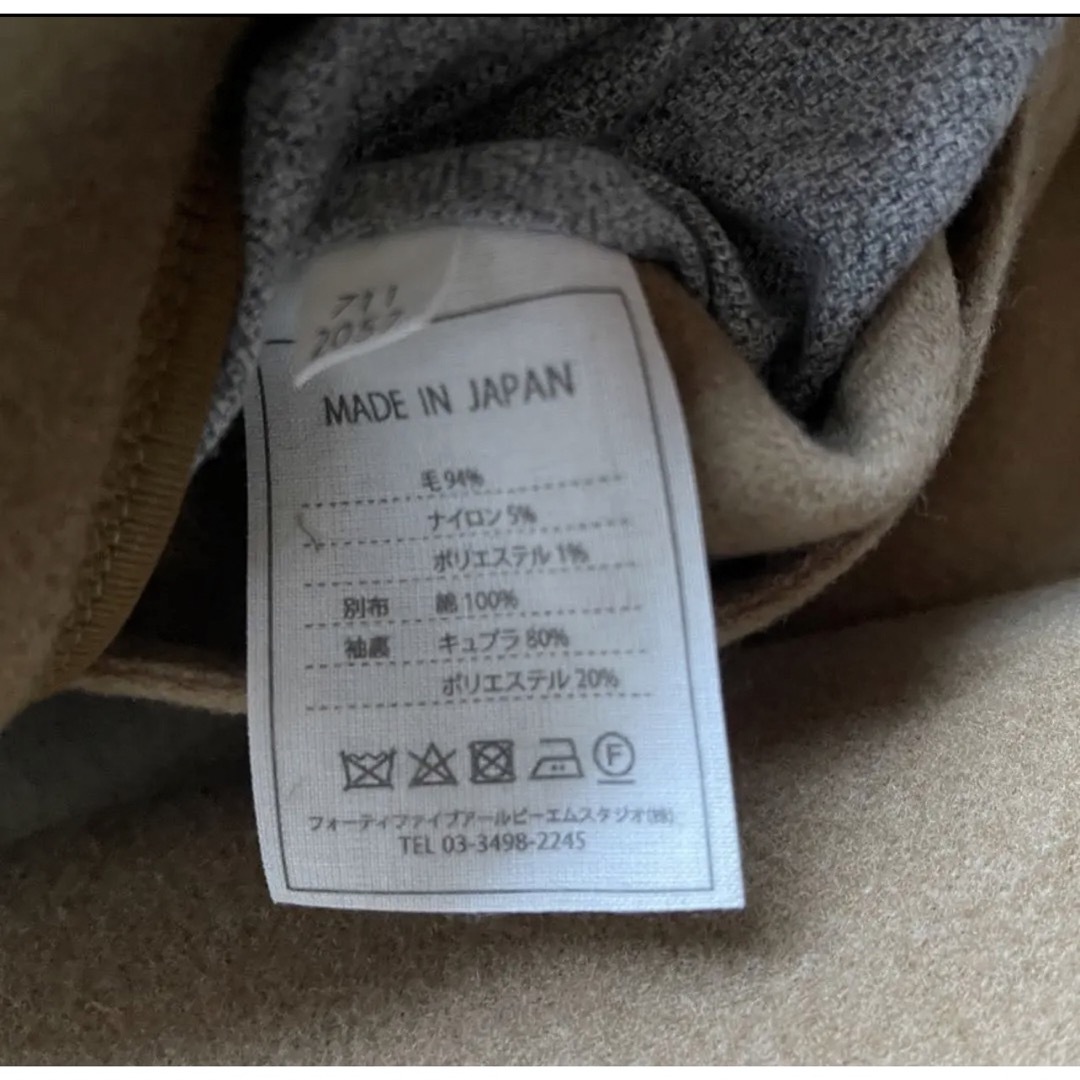 711
2052
MADE IN JAPAN
毛 94%
ナイロン 5%
ポリエステル 1%
別布 綿 100%
袖裏 キュプラ 80%
ポリエステル 20%
F
フォーティファイブアールピーエムスタジオ(株)
TEL 03-3498-2245